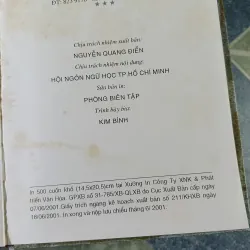 * * *
Chịu trách nhiệm xuất bản:
NGUYỄN QUANG ĐIỂN
Chịu trách nhiệm nội dung:
HỘI NGÔN NGỮ HỌC TP.HỒ CHÍ MINH
Sửa bản in:
PHÒNG BIÊN TẬP
Trình bày bìa:
KIM BÌNH
In 500 cuốn khổ (14,5x20,5)cm tại Xưởng In Công Ty XNK & Phát
triển Văn Hóa. GPXB số 31-785/XB-QLXB do Cục Xuất Bản cấp ngày
07/06/2001. Giấy trích ngang kế hoạch xuất bản số 211/KHXB ngày
18/06/2001. In xong và nộp lưu chiểu tháng 6/ 2001.